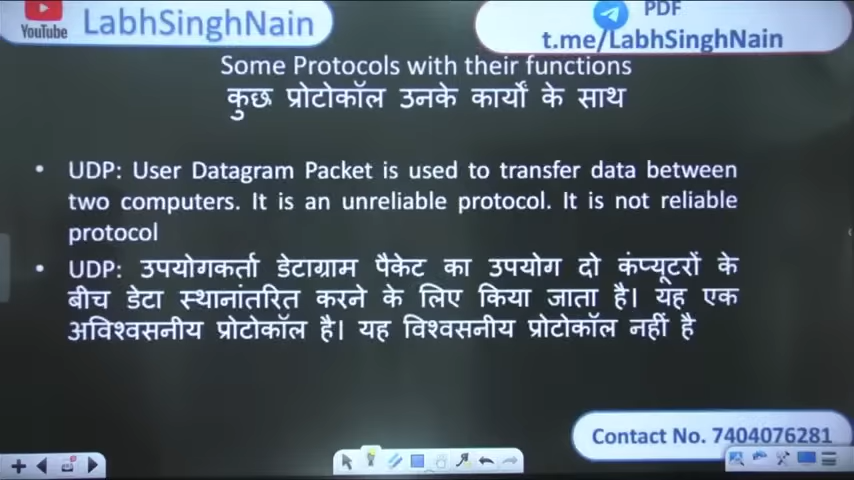 YouTube
LabhSinghNain
PDF
t.me/LabhSinghNain
Some Protocols with their functions
कुछ प्रोटोकॉल उनके कार्यों के साथ
• UDP: User Datagram Packet is used to transfer data between
two computers. It is an unreliable protocol. It is not reliable
protocol
• UDP: उपयोगकर्ता डेटाग्राम पैकेट का उपयोग दो कंप्यूटरों के
बीच डेटा स्थानांतरित करने के लिए किया जाता है। यह एक
अविश्वसनीय प्रोटोकॉल है। यह विश्वसनीय प्रोटोकॉल नहीं है
Contact No. 7404076281